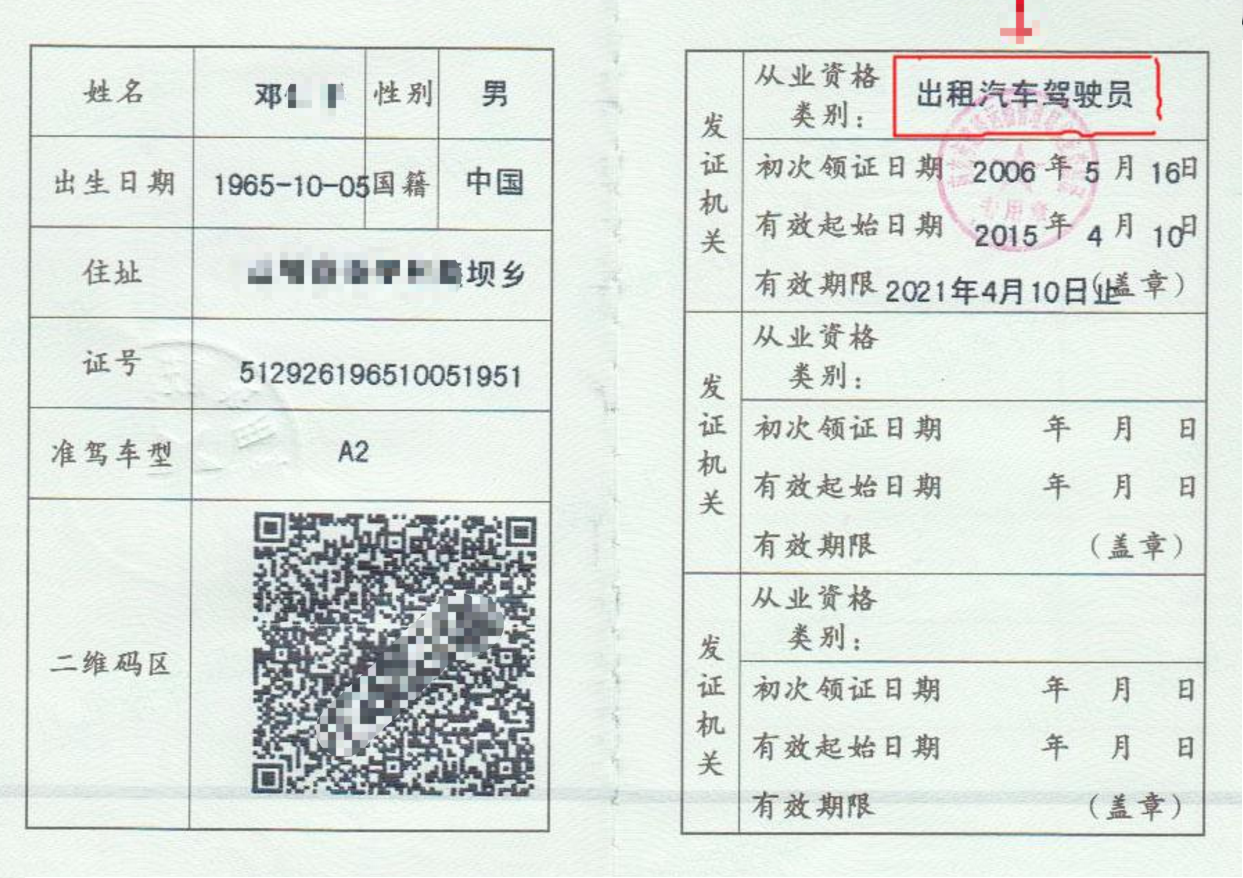 姓名 邓 性别 男
出生日期 1965-10-05 国籍 中国
住址 坝乡
证号 512926196510051951
准驾车型 A2
二维码区
发证机关
从业资格类别： 出租汽车驾驶员
初次领证日期 2006 年 5 月 16日
有效起始日期 2015 年 4 月 10日
有效期限 2021年4月10日止 (盖章)
专用章
发证机关
从业资格类别：
初次领证日期 年 月 日
有效起始日期 年 月 日
有效期限 (盖章)
发证机关
从业资格类别：
初次领证日期 年 月 日
有效起始日期 年 月 日
有效期限 (盖章)